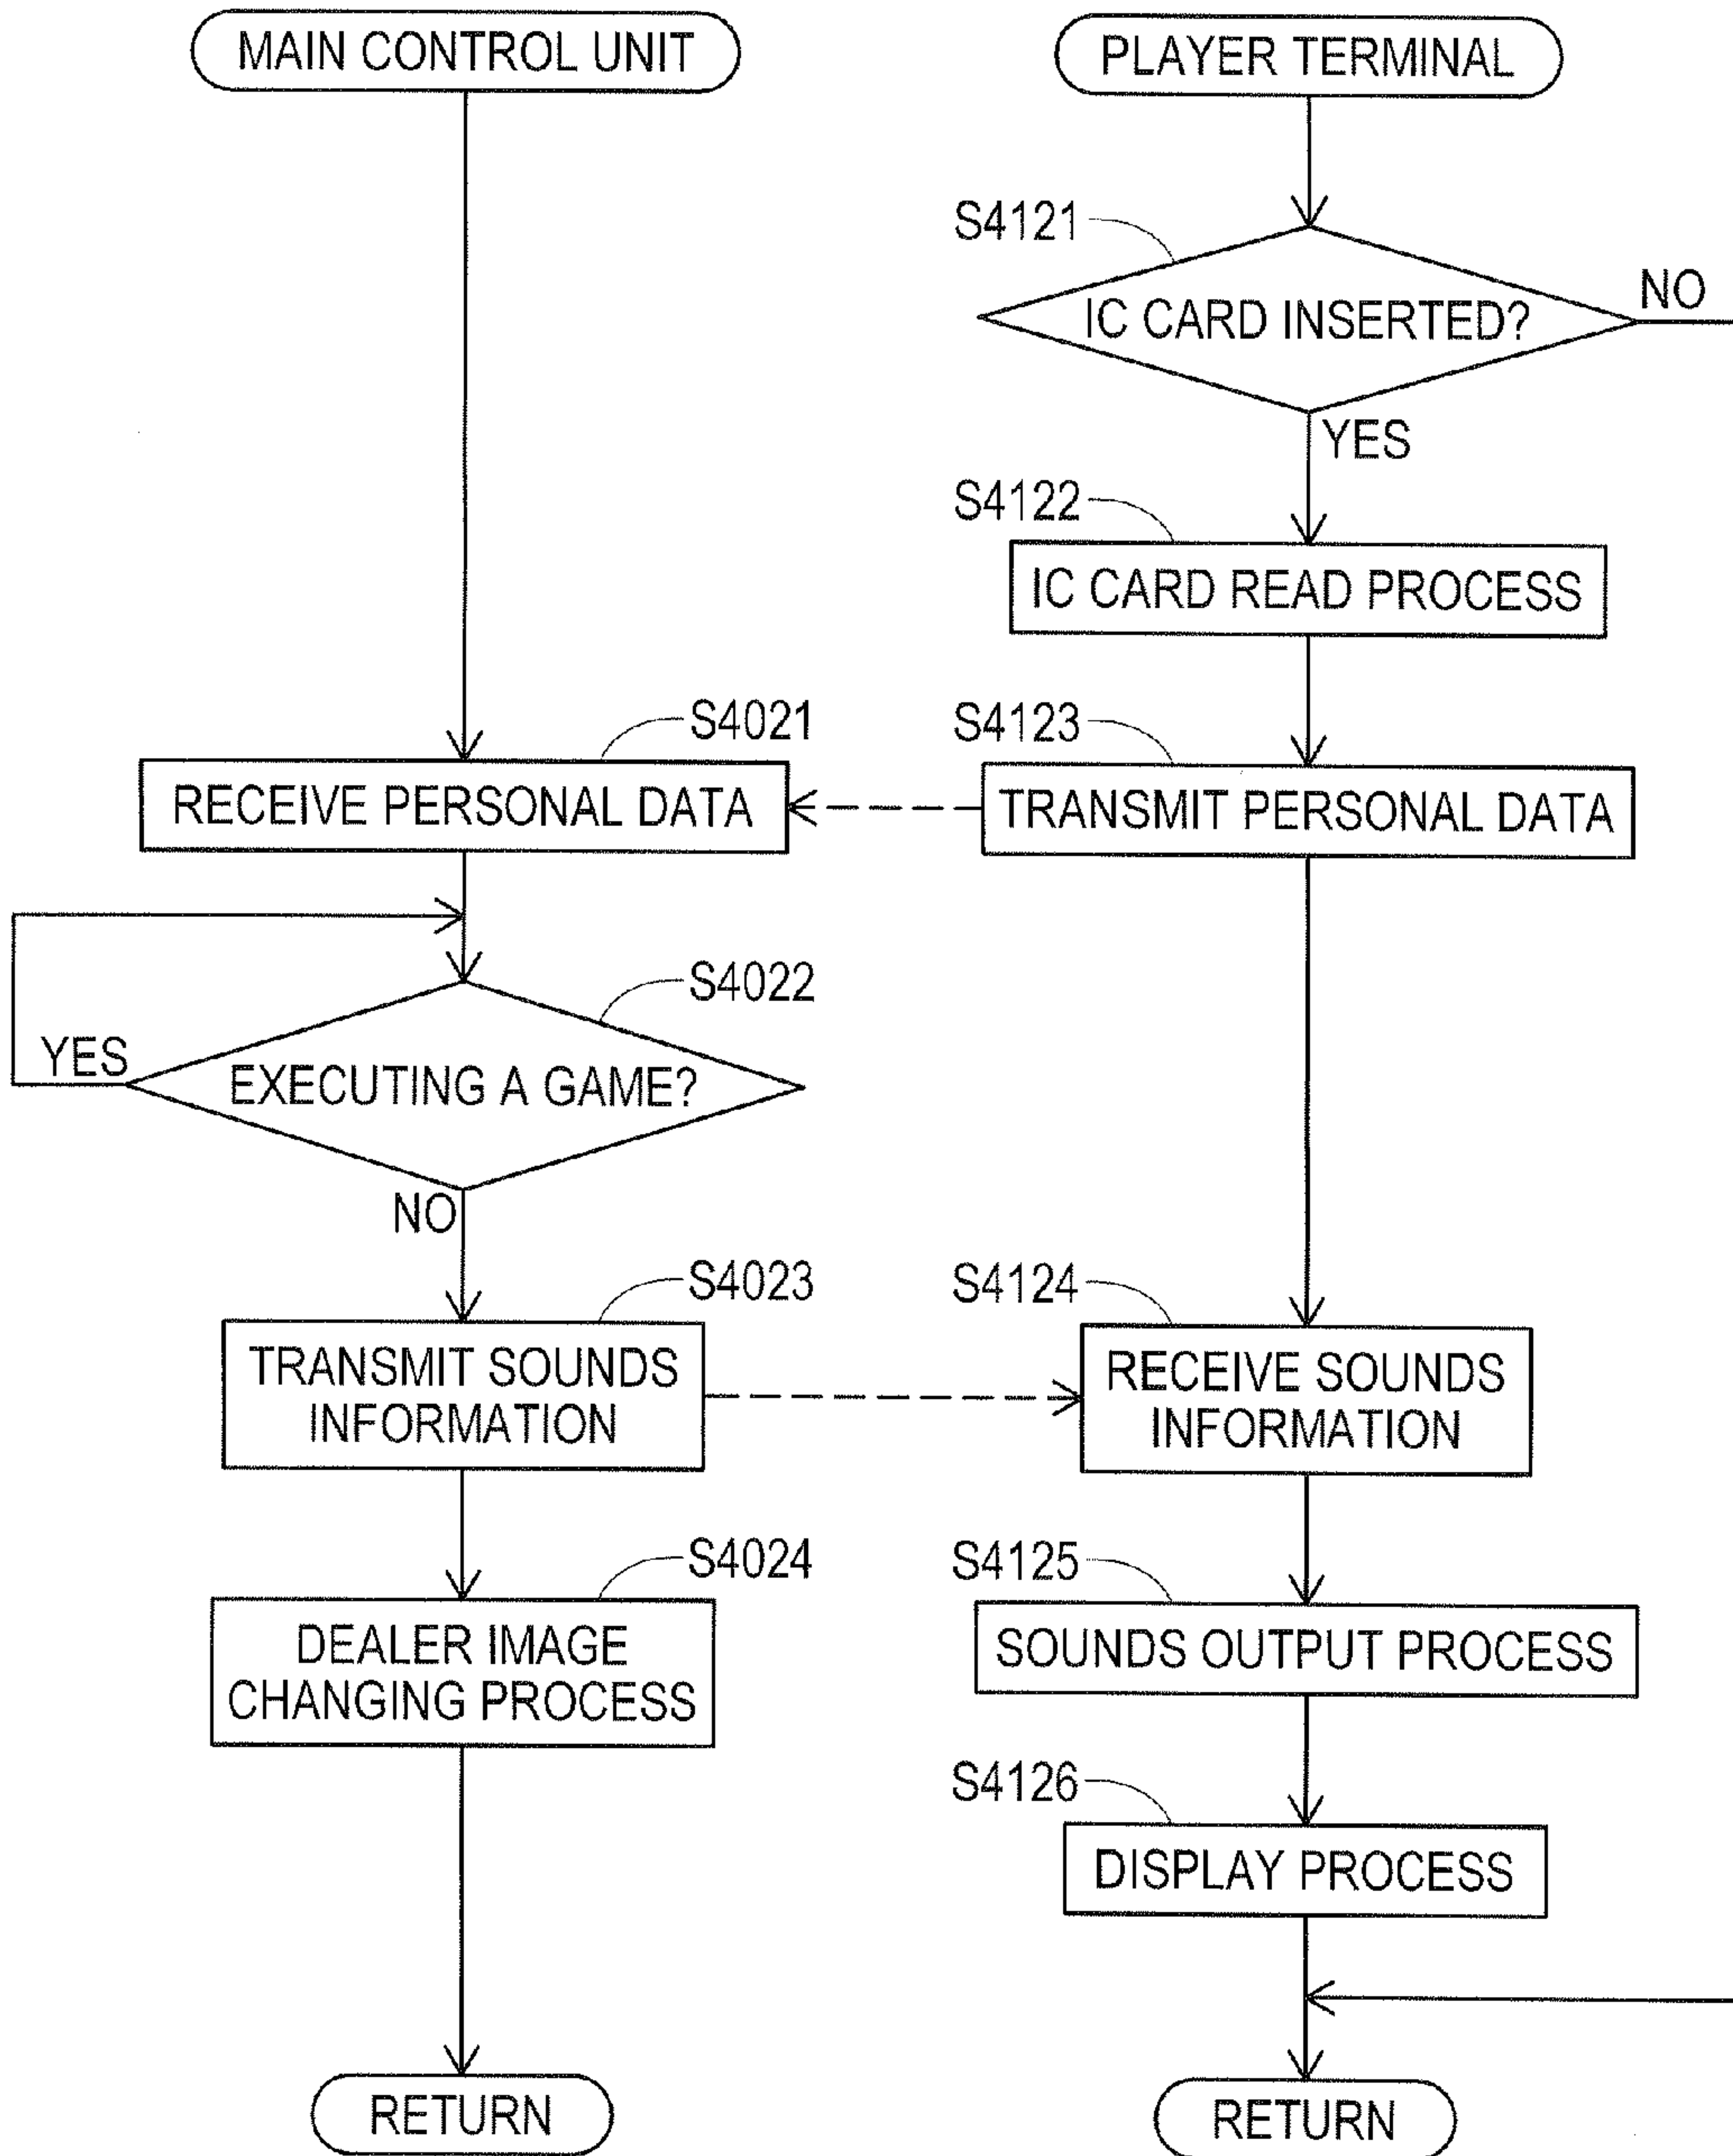 MAIN CONTROL UNIT
PLAYER TERMINAL
S4121
IC CARD INSERTED?
NO
YES
S4122
IC CARD READ PROCESS
S4021
S4123
RECEIVE PERSONAL DATA
TRANSMIT PERSONAL DATA
S4022
YES
EXECUTING A GAME?
NO
S4023
S4124
TRANSMIT SOUNDS
INFORMATION
RECEIVE SOUNDS
INFORMATION
S4024
S4125
DEALER IMAGE
CHANGING PROCESS
SOUNDS OUTPUT PROCESS
S4126
DISPLAY PROCESS
RETURN
RETURN